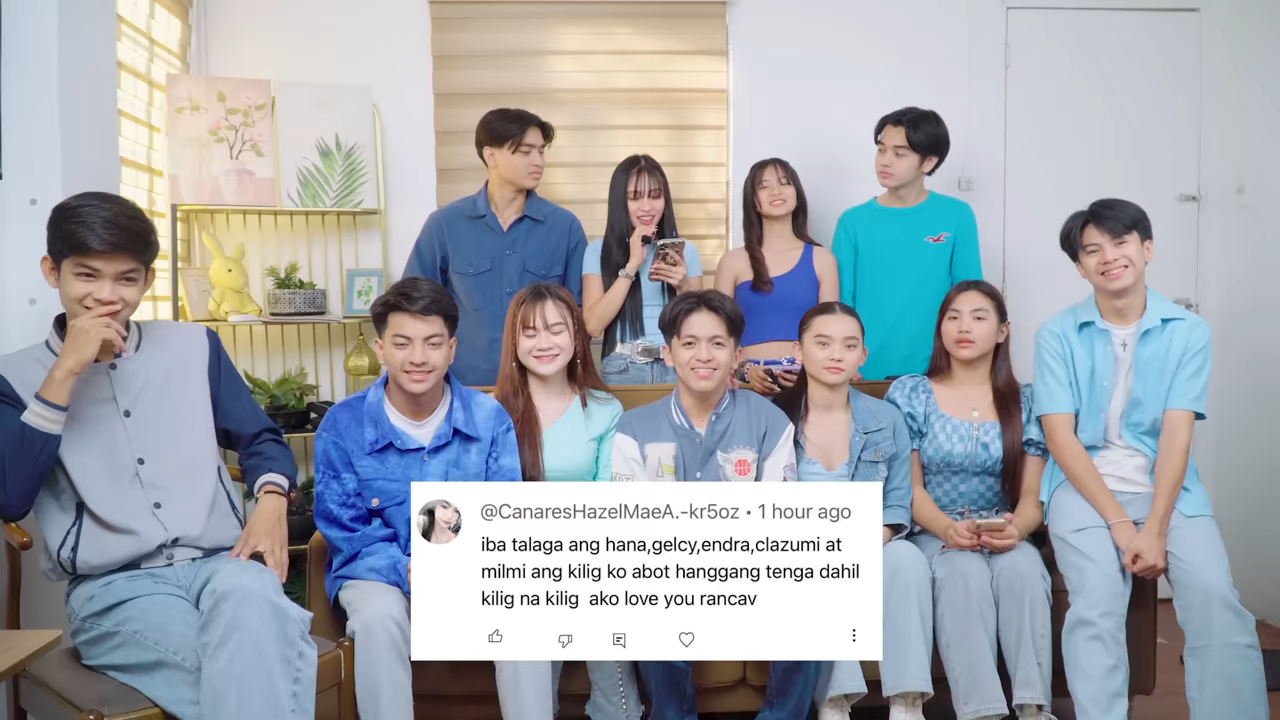 @CanaresHazelMaeA.-kr5oz • 1 hour ago
iba talaga ang hana,gelcy,endra,clazumi at
milmi ang kilig ko abot hanggang tenga dahil
kilig na kilig ako love you rancav